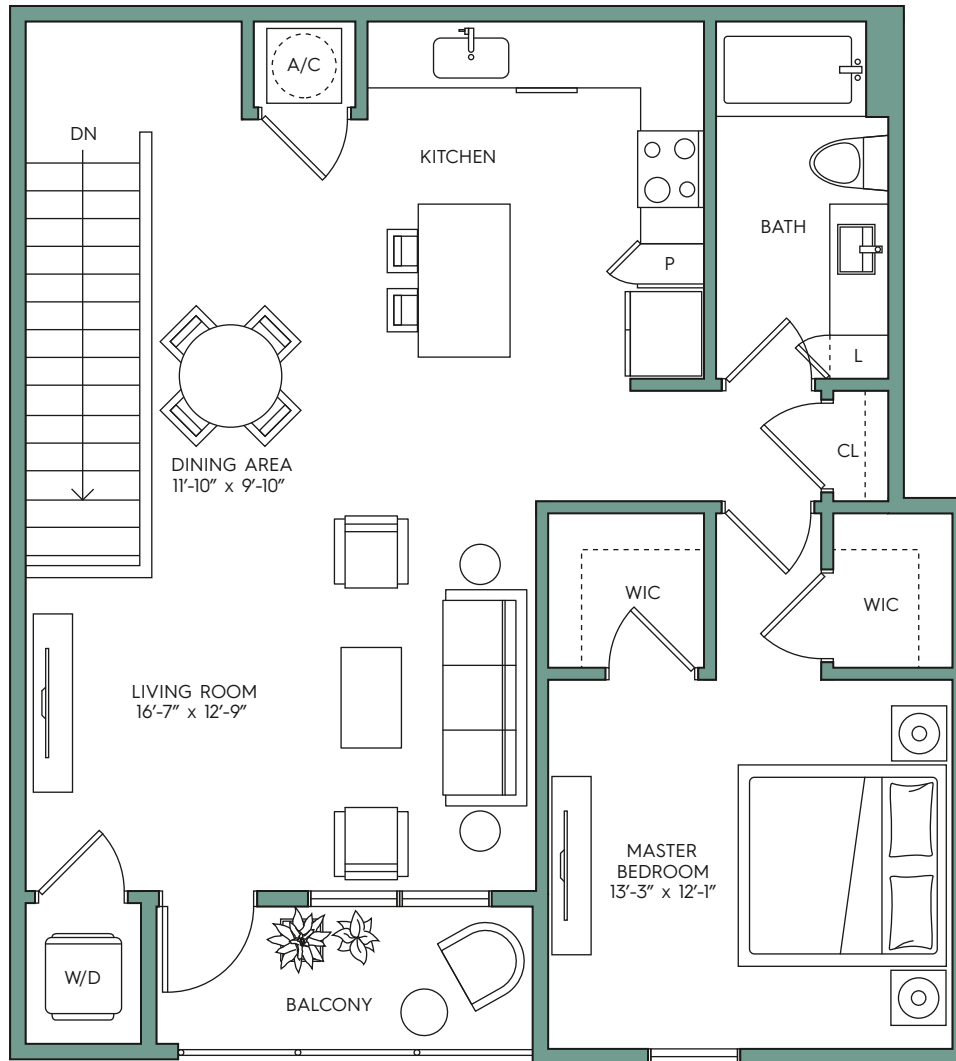 A/C
DN
KITCHEN
BATH
P
L
CL
DINING AREA
11'-10" x 9'-10"
WIC
WIC
LIVING ROOM
16'-7" x 12'-9"
MASTER
BEDROOM
13'-3" x 12'-1"
W/D
BALCONY